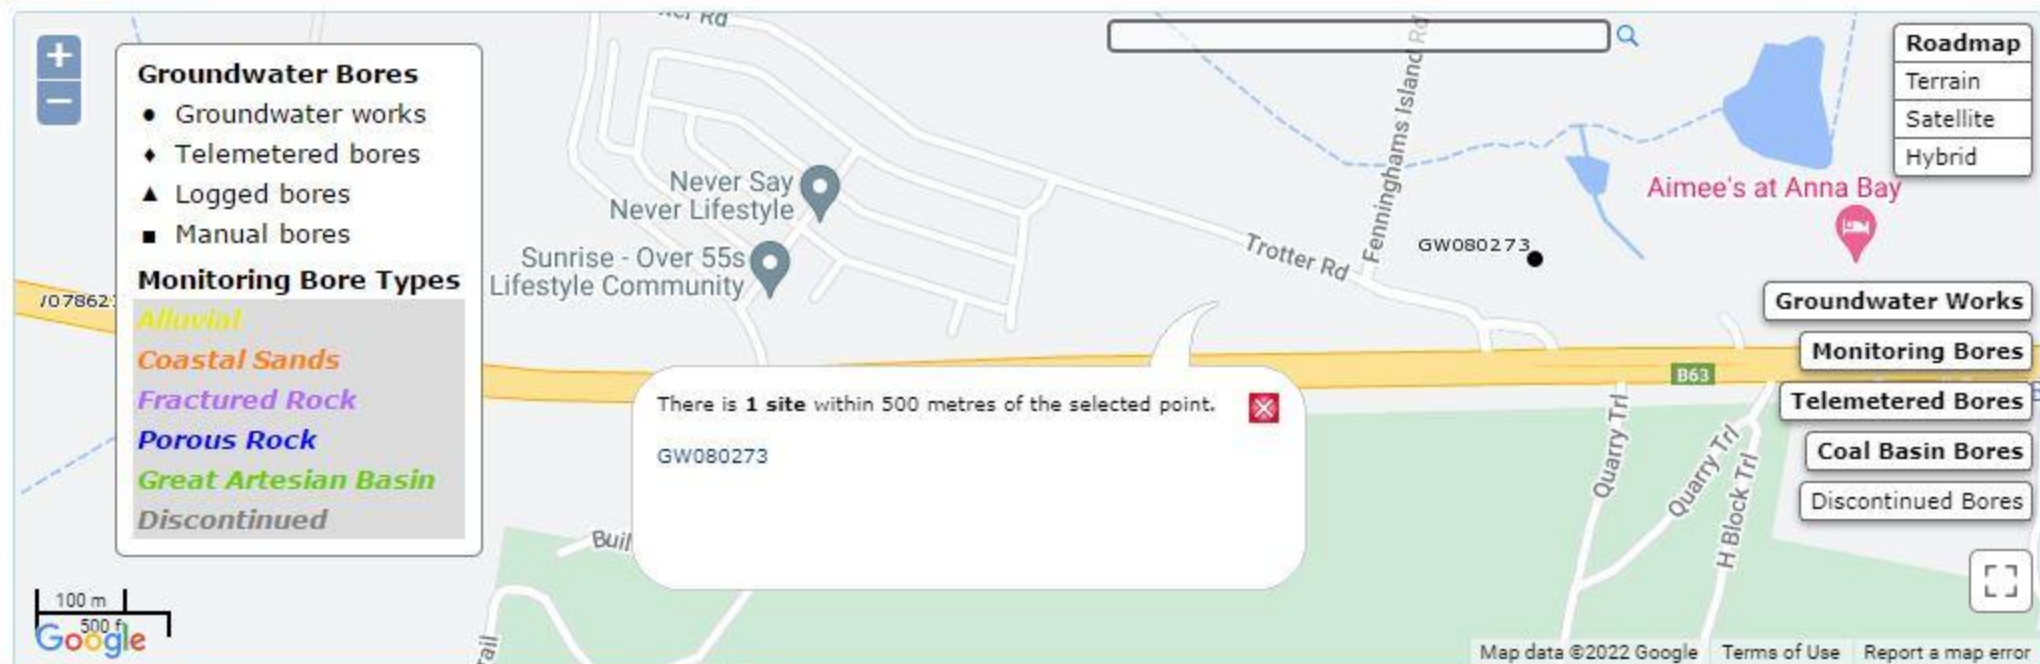 +
−
Groundwater Bores
Groundwater works
Telemetered bores
Logged bores
Manual bores
Monitoring Bore Types
Alluvial
Coastal Sands
Fractured Rock
Porous Rock
Great Artesian Basin
Discontinued
Never Say
Never Lifestyle
Sunrise - Over 55s
Lifestyle Community
Trotter Rd
Fenninghams Island Rd
GW080273
Aimee's at Anna Bay
Roadmap
Terrain
Satellite
Hybrid
Groundwater Works
Monitoring Bores
Telemetered Bores
Coal Basin Bores
Discontinued Bores
B63
There is 1 site within 500 metres of the selected point.
GW080273
Quarry Trl
Quarry Trl
H Block Trl
100 m
Google
Map data ©2022 Google
Terms of Use
Report a map error